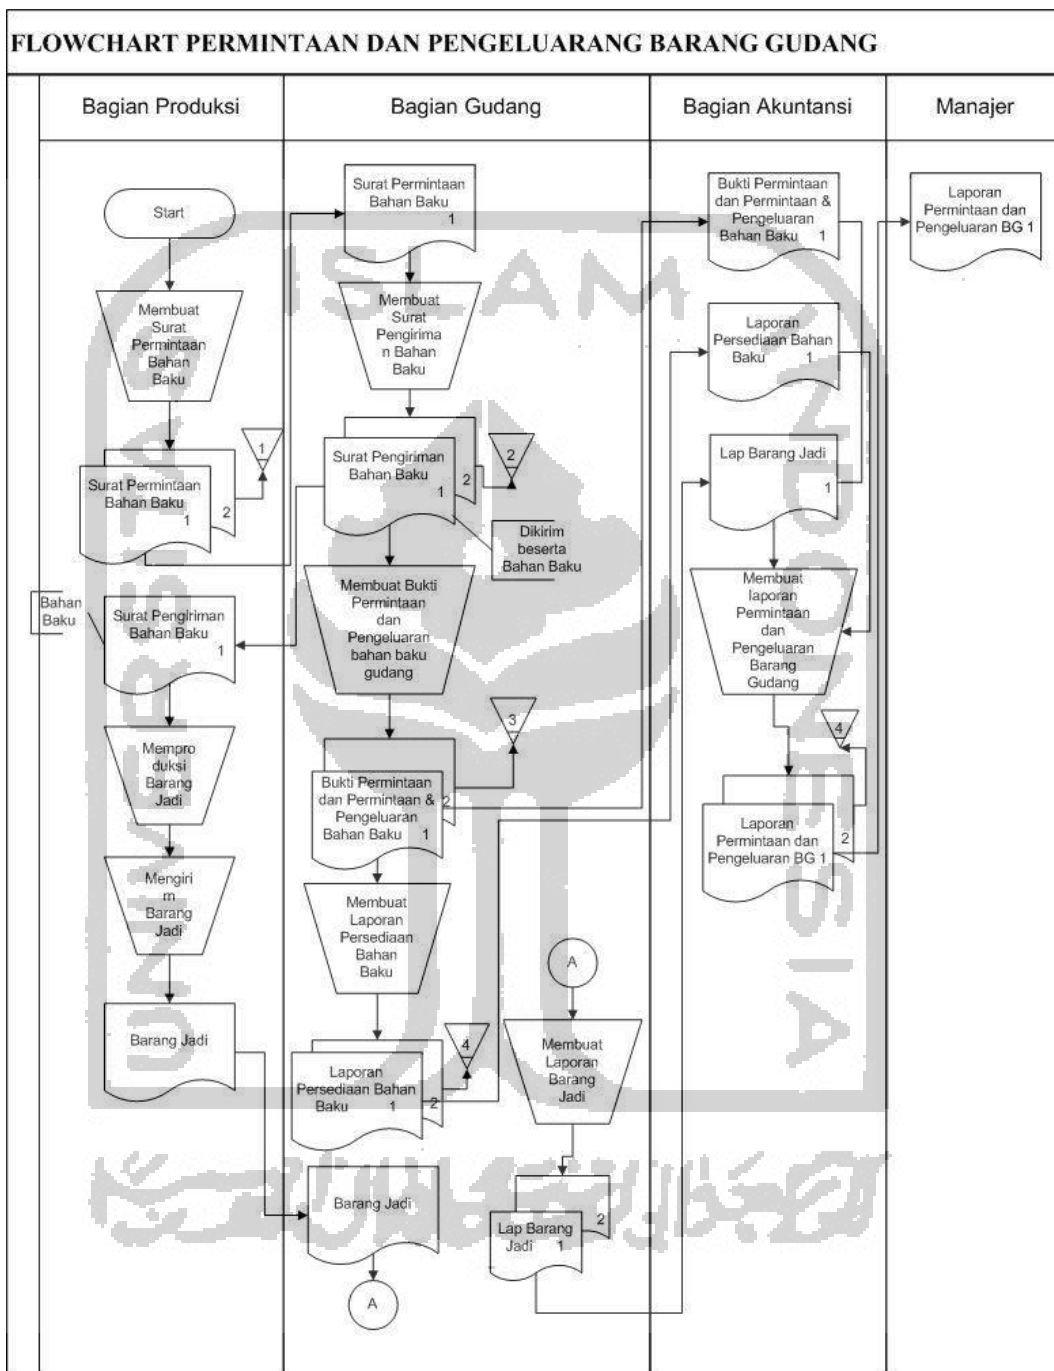 FLOWCHART PERMINTAAN DAN PENGELUARANG BARANG GUDANG
Bagian Produksi
Bagian Gudang
Bagian Akuntansi
Manajer
Start
Membuat
Surat
Permintaan
Bahan
Baku
1
Surat Permintaan
Bahan Baku
1
2
Bahan
Baku
Surat Pengiriman
Bahan Baku
1
Mempro
duksi
Barang
Jadi
Mengiri
m
Barang
Jadi
Barang Jadi
Surat Permintaan
Bahan Baku
1
Membuat
Surat
Pengirima
n Bahan
Baku
2
Surat Pengiriman
Bahan Baku
1
2
Dikirim
beserta
Bahan Baku
Membuat Bukti
Permintaan
dan
Pengeluaran
bahan baku
gudang
3
Bukti Permintaan
dan Permintaan &
Pengeluaran
Bahan Baku 1
2
Membuat
Laporan
Persediaan
Bahan
Baku
4
Laporan
Persediaan Bahan
Baku 1
2
Barang Jadi
A
A
Membuat
Laporan
Barang
Jadi
Lap Barang
Jadi 1
2
Bukti Permintaan
dan Permintaan &
Pengeluaran
Bahan Baku 1
Laporan
Persediaan Bahan
Baku 1
Lap Barang Jadi
1
Membuat
laporan
Permintaan
dan
Pengeluaran
Barang
Gudang
4
Laporan
Permintaan dan
Pengeluaran BG 1
2
Laporan
Permintaan dan
Pengeluaran BG 1
UNIVERSITAS
ISLAM
INDONESIA